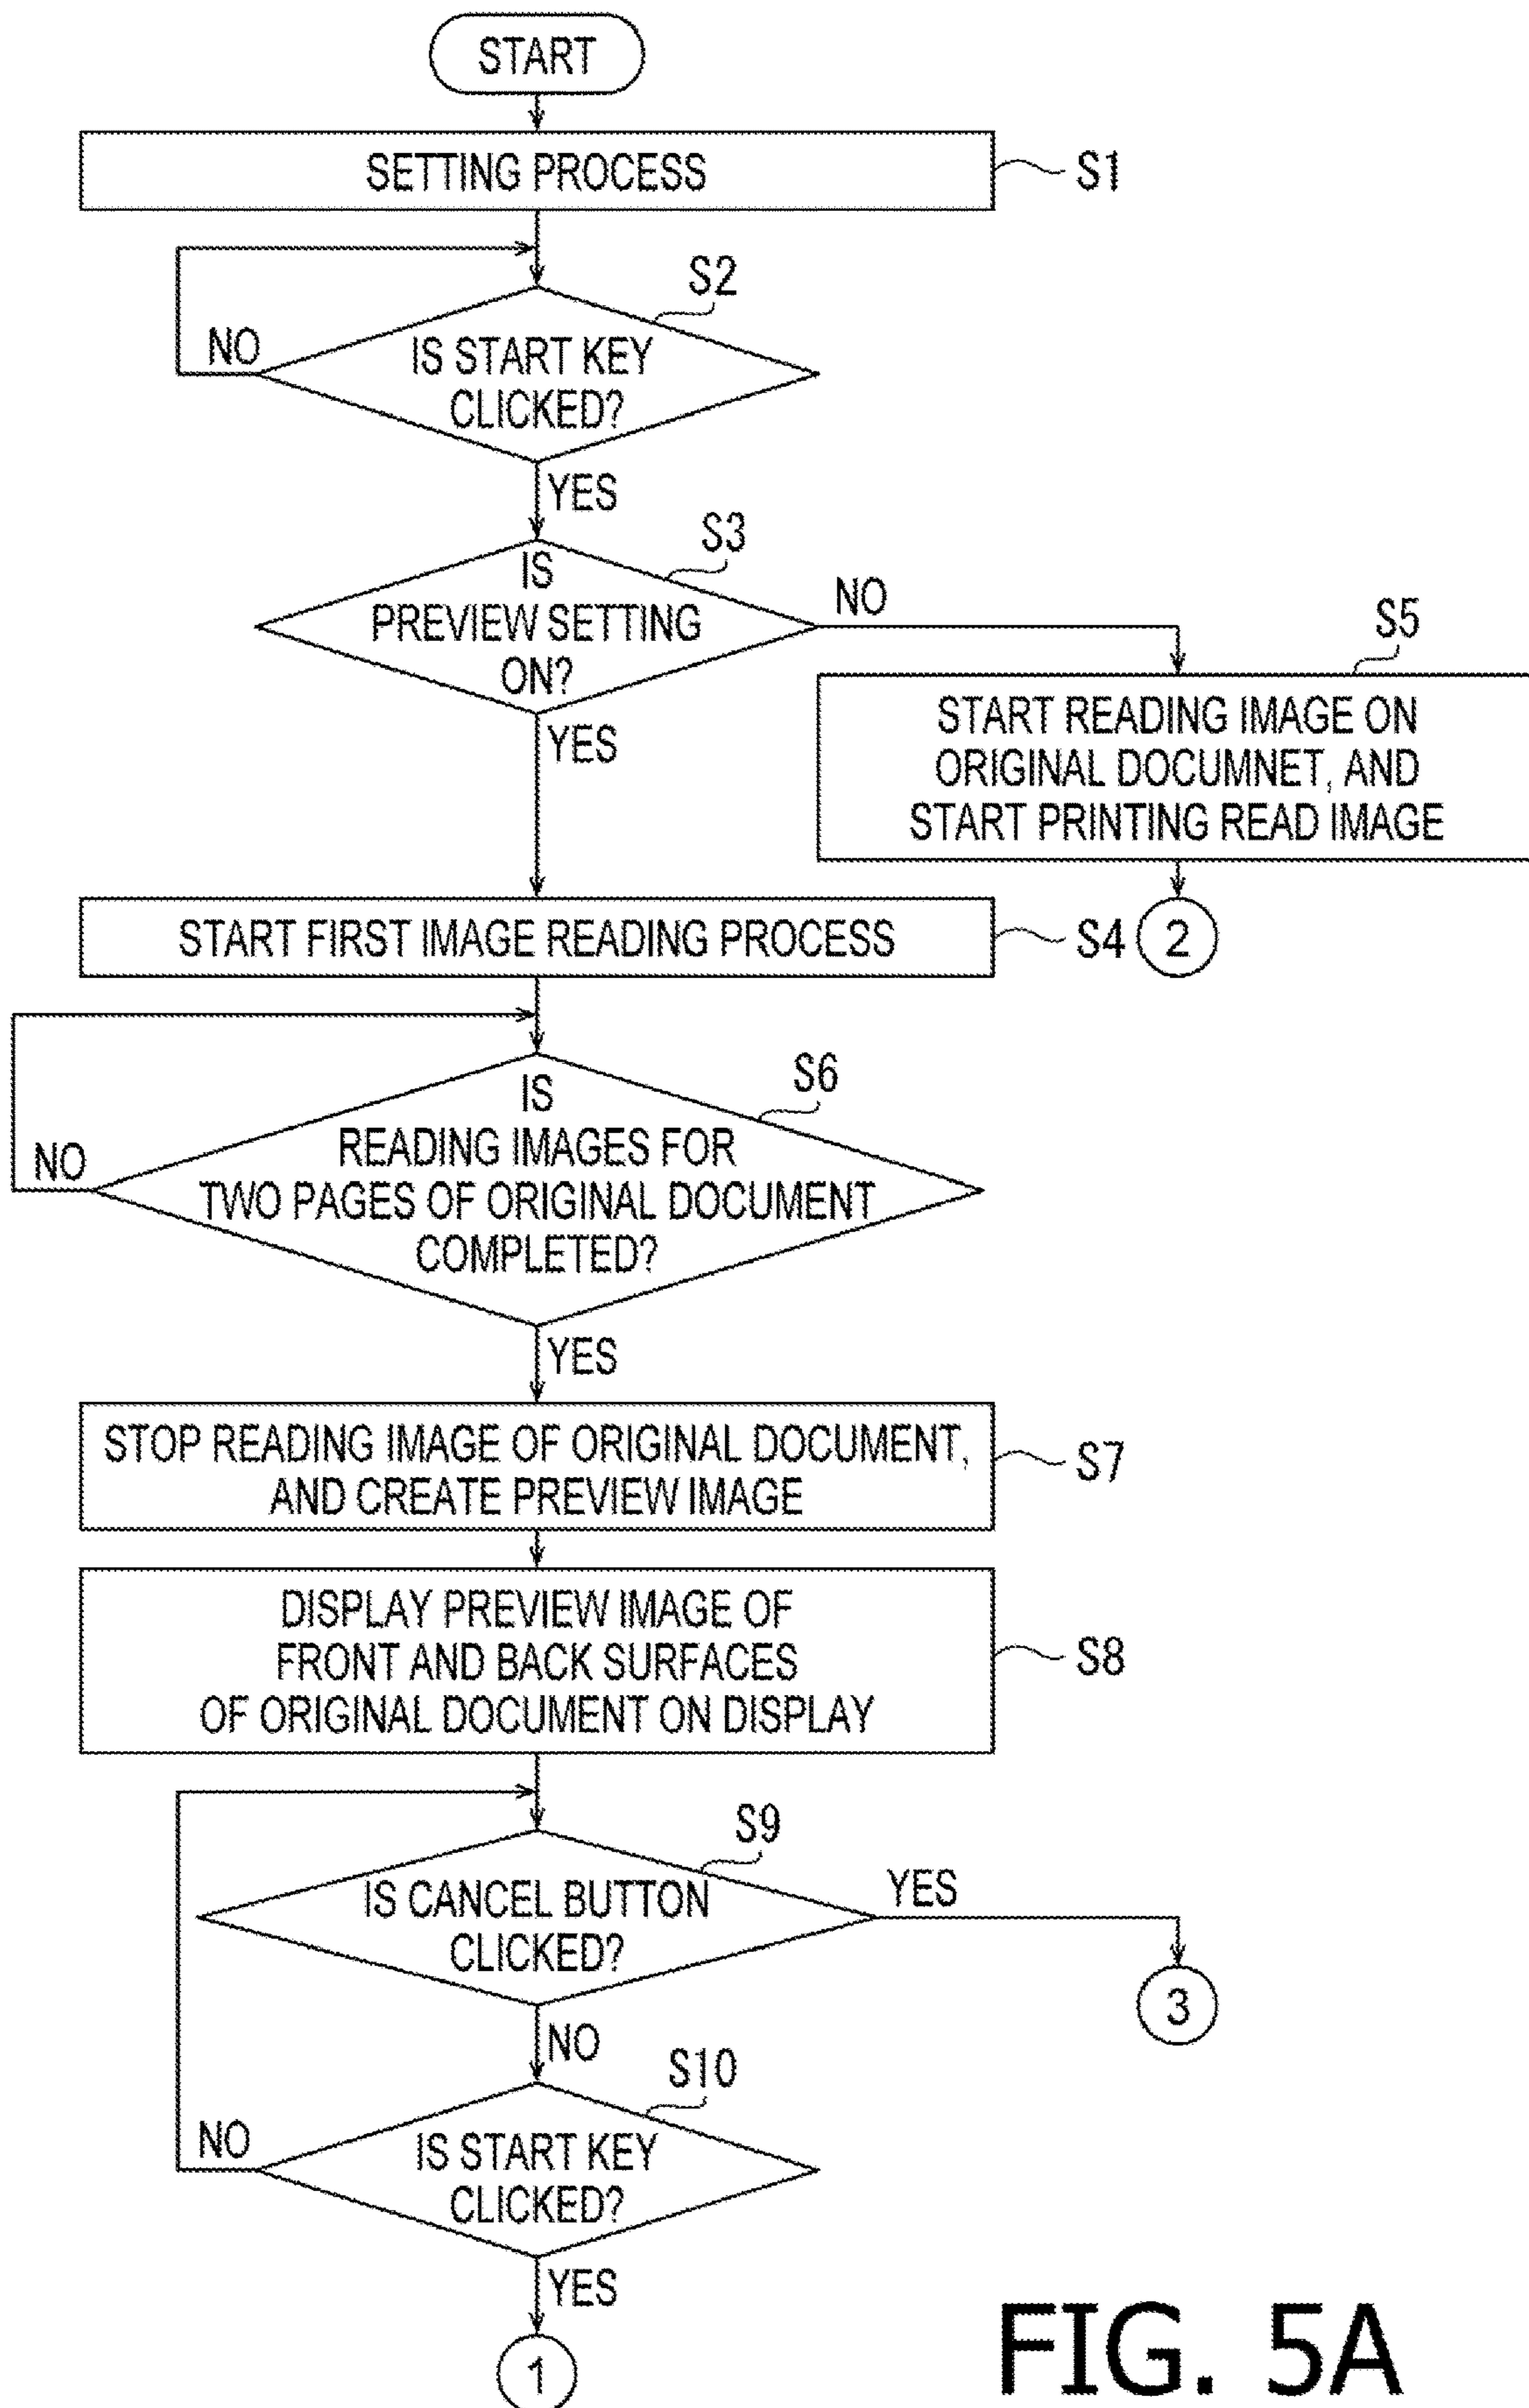 START
SETTING PROCESS
S1
S2
NO
IS START KEY
CLICKED?
YES
S3
IS
PREVIEW SETTING
ON?
NO
YES
S5
START READING IMAGE ON
ORIGINAL DOCUMNET, AND
START PRINTING READ IMAGE
START FIRST IMAGE READING PROCESS
S4
2
S6
IS
READING IMAGES FOR
TWO PAGES OF ORIGINAL DOCUMENT
COMPLETED?
NO
YES
STOP READING IMAGE OF ORIGINAL DOCUMENT,
AND CREATE PREVIEW IMAGE
S7
DISPLAY PREVIEW IMAGE OF
FRONT AND BACK SURFACES
OF ORIGINAL DOCUMENT ON DISPLAY
S8
S9
IS CANCEL BUTTON
CLICKED?
YES
3
NO
S10
NO
IS START KEY
CLICKED?
YES
1
FIG. 5A